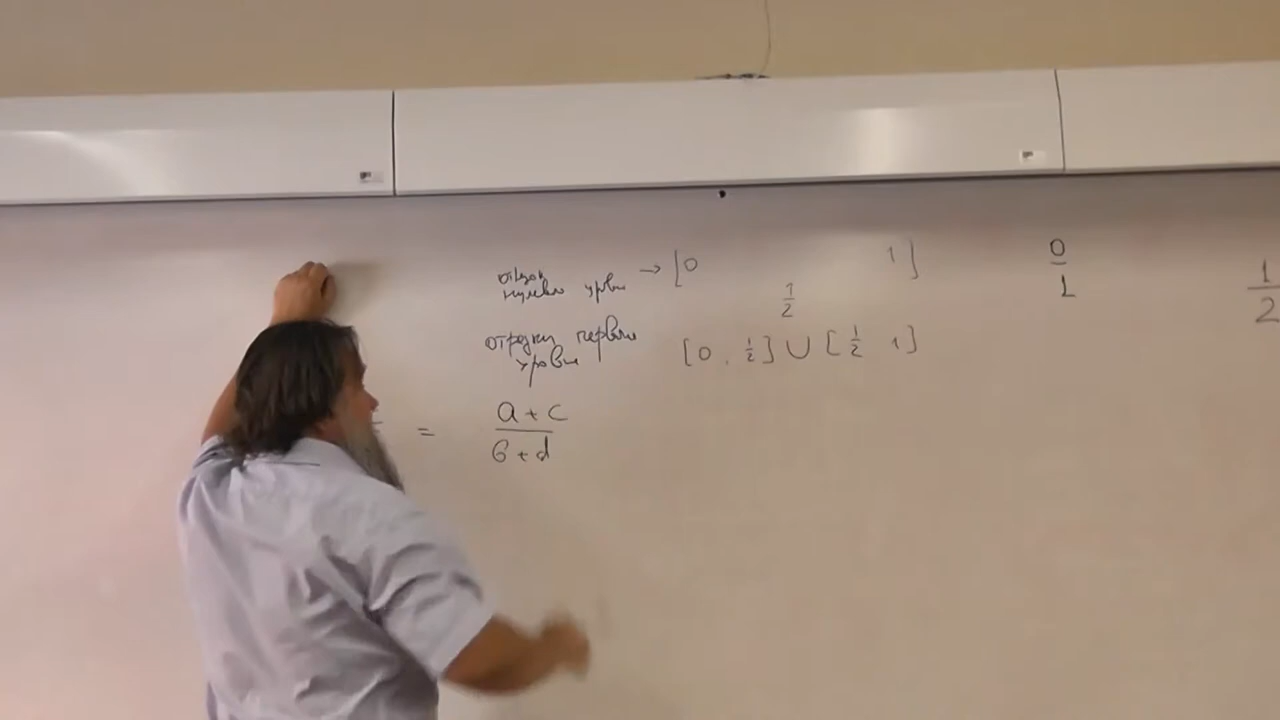 отрезок нулевого уровня → [0 1] 0/1 1/2
1/2
отрезки первого уровня [0, 1/2] ∪ [1/2 1]
= a+c / b+d